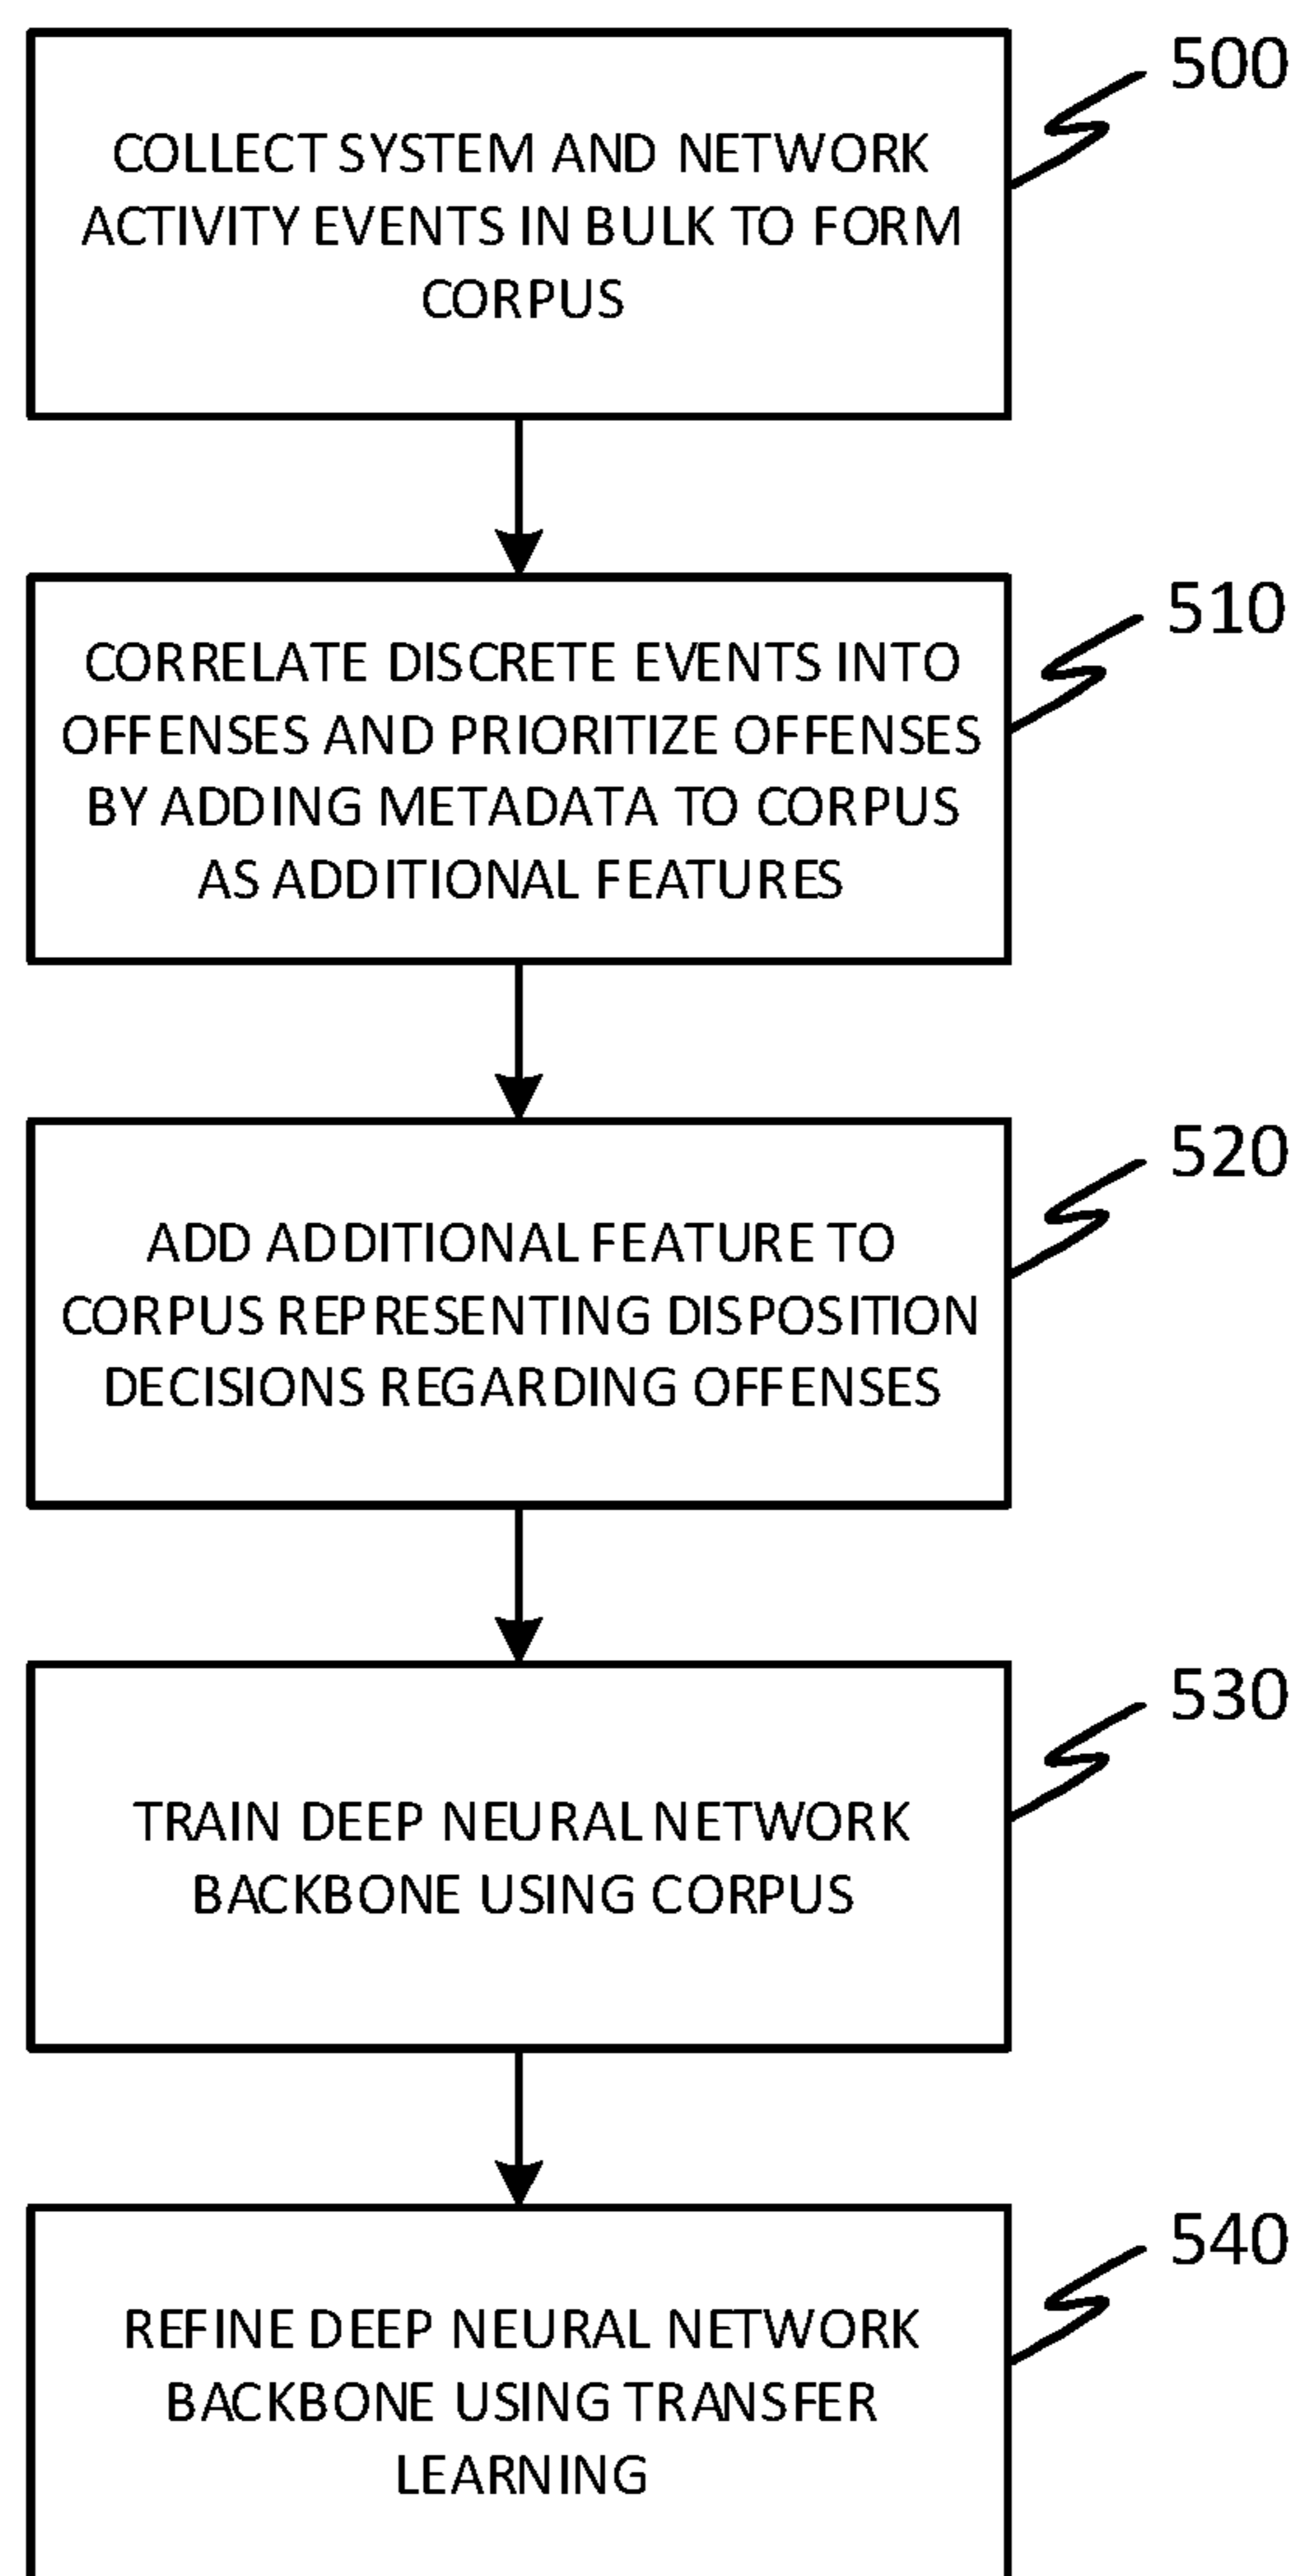 500
COLLECT SYSTEM AND NETWORK
ACTIVITY EVENTS IN BULK TO FORM
CORPUS
510
CORRELATE DISCRETE EVENTS INTO
OFFENSES AND PRIORITIZE OFFENSES
BY ADDING METADATA TO CORPUS
AS ADDITIONAL FEATURES
520
ADD ADDITIONAL FEATURE TO
CORPUS REPRESENTING DISPOSITION
DECISIONS REGARDING OFFENSES
530
TRAIN DEEP NEURAL NETWORK
BACKBONE USING CORPUS
540
REFINE DEEP NEURAL NETWORK
BACKBONE USING TRANSFER
LEARNING